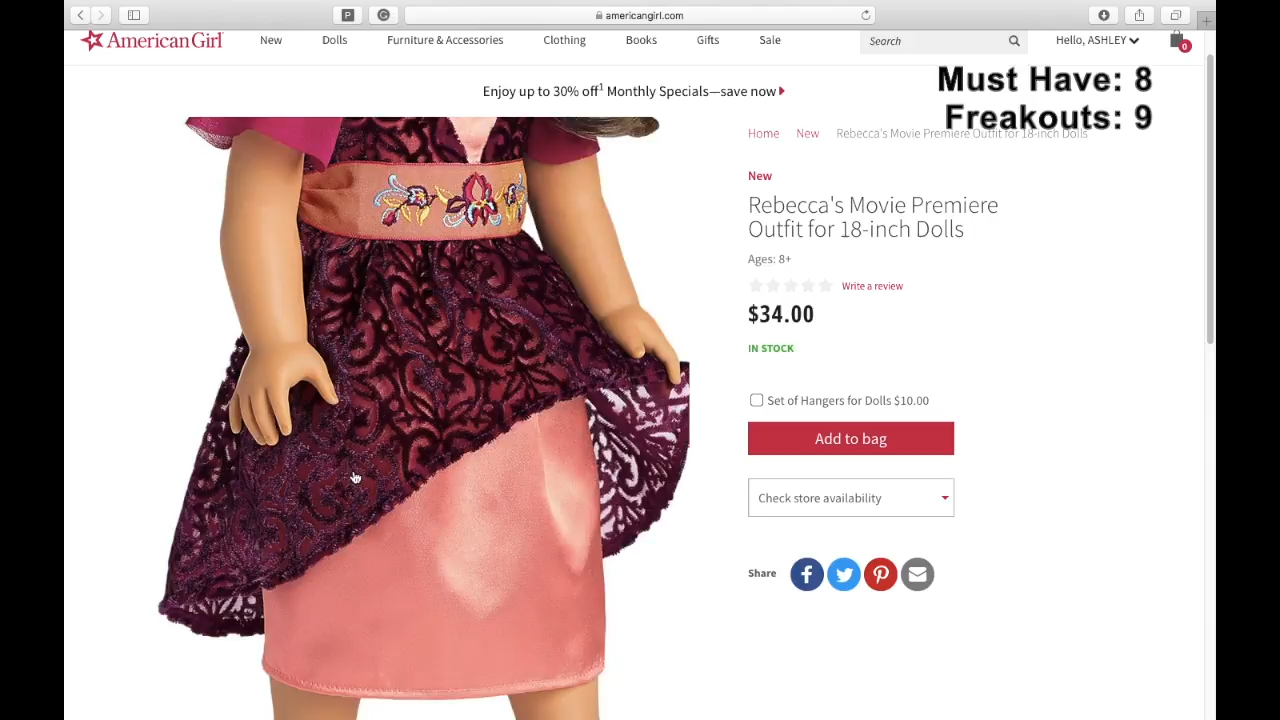 americangirl.com
P
C
American Girl
New
Dolls
Furniture & Accessories
Clothing
Books
Gifts
Sale
Search
Hello, ASHLEY
0
Must Have: 8
Freakouts: 9
Enjoy up to 30% off¹ Monthly Specials—save now
Home New Rebecca's Movie Premiere Outfit for 18-inch Dolls
New
Rebecca's Movie Premiere
Outfit for 18-inch Dolls
Ages: 8+
Write a review
$34.00
IN STOCK
Set of Hangers for Dolls $10.00
Add to bag
Check store availability
Share